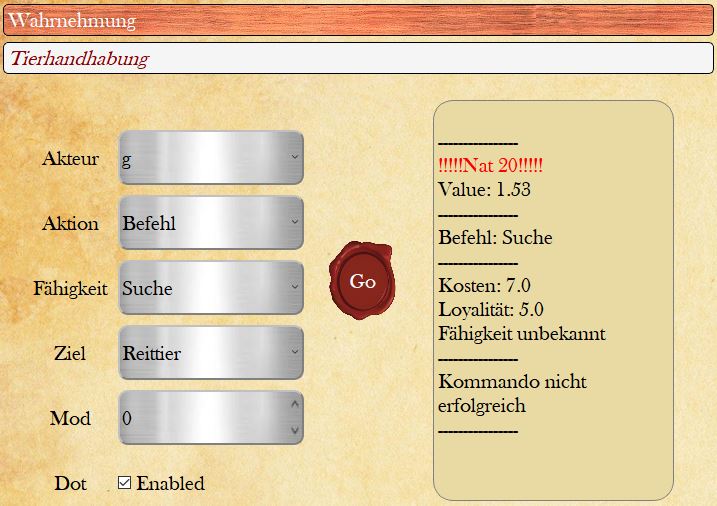 Wahrnehmung
Tierhandhabung
Akteur
g
Aktion
Befehl
Fähigkeit
Suche
Ziel
Reittier
Mod
0
Dot
Enabled
Go
----------------
!!!!!Nat 20!!!!!
Value: 1.53
----------------
Befehl: Suche
----------------
Kosten: 7.0
Loyalität: 5.0
Fähigkeit unbekannt
----------------
Kommando nicht
erfolgreich
----------------